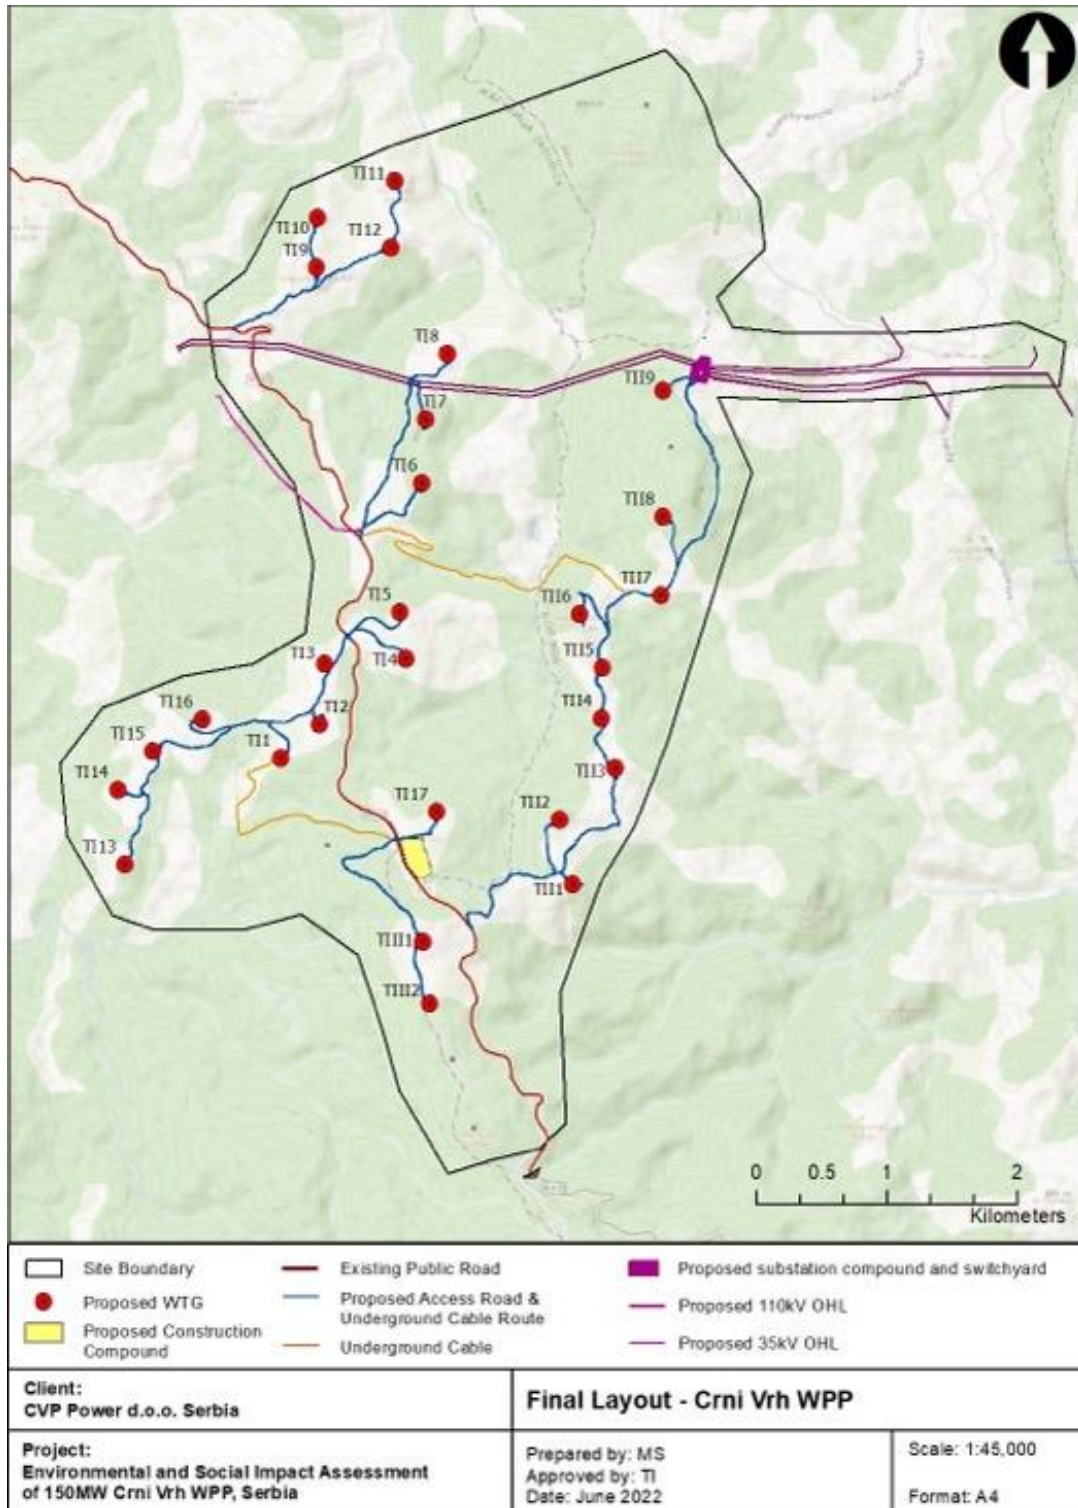 TI11
TI10
TI12
TI9
TI8
TII9
TI7
TI6
TII8
TII7
TI5
TII6
TI3
TI4
TII5
TI16
TI2
TII4
TI15
TI1
TII3
TI14
TI17
TII2
TI13
TII1
TIII1
TIII2
0 0.5 1 2
Kilometers
Site Boundary
Existing Public Road
Proposed substation compound and switchyard
Proposed WTG
Proposed Access Road &
Underground Cable Route
Proposed 110kV OHL
Proposed Construction
Compound
Underground Cable
Proposed 35kV OHL
Client:
CVP Power d.o.o. Serbia
Final Layout - Crni Vrh WPP
Project:
Environmental and Social Impact Assessment
of 150MW Crni Vrh WPP, Serbia
Prepared by: MS
Approved by: TI
Date: June 2022
Scale: 1:45,000
Format: A4